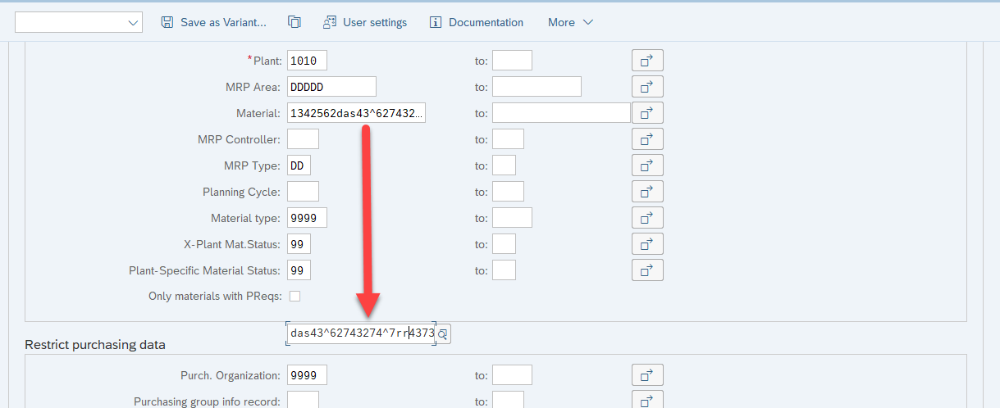 Save as Variant... User settings Documentation More
*Plant: 1010 to:
MRP Area: DDDDD to:
Material: 1342562das43^627432... to:
MRP Controller: to:
MRP Type: DD to:
Planning Cycle: to:
Material type: 9999 to:
X-Plant Mat.Status: 99 to:
Plant-Specific Material Status: 99 to:
Only materials with PReqs:
das43^62743274^7rr4373
Restrict purchasing data
Purch. Organization: 9999 to:
Purchasing group info record: to: